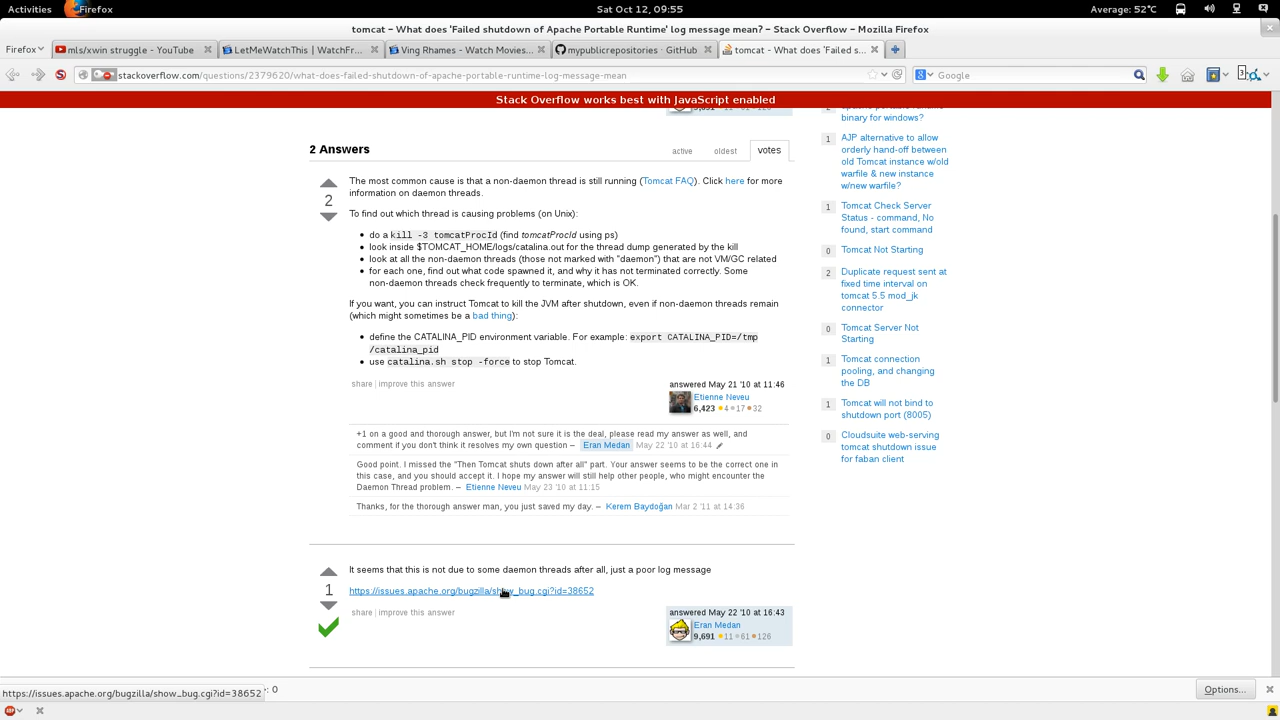 Activities Firefox Sat Oct 12, 09:55 Average: 52°C
tomcat - What does 'Failed shutdown of Apache Portable Runtime' log message mean? - Stack Overflow - Mozilla Firefox
Firefox mls/xwin struggle - YouTube LetMeWatchThis | WatchFr... Ving Rhames - Watch Movies... mypublicrepositories · GitHub tomcat - What does 'Failed s...
stackoverflow.com/questions/2379620/what-does-failed-shutdown-of-apache-portable-runtime-log-message-mean Google 3
Stack Overflow works best with JavaScript enabled
2 Answers
active oldest votes
2
The most common cause is that a non-daemon thread is still running (Tomcat FAQ). Click here for more
information on daemon threads.
To find out which thread is causing problems (on Unix):
• do a kill -3 tomcatProcId (find tomcatProcId using ps)
• look inside $TOMCAT_HOME/logs/catalina.out for the thread dump generated by the kill
• look at all the non-daemon threads (those not marked with "daemon") that are not VM/GC related
• for each one, find out what code spawned it, and why it has not terminated correctly. Some
non-daemon threads check frequently to terminate, which is OK.
If you want, you can instruct Tomcat to kill the JVM after shutdown, even if non-daemon threads remain
(which might sometimes be a bad thing):
• define the CATALINA_PID environment variable. For example: export CATALINA_PID=/tmp
/catalina_pid
• use catalina.sh stop -force to stop Tomcat.
share | improve this answer
answered May 21 '10 at 11:46
Etienne Neveu
6,423 4 17 32
+1 on a good and thorough answer, but I'm not sure it is the deal, please read my answer as well, and
comment if you don't think it resolves my own question – Eran Medan May 22 '10 at 16:44
Good point. I missed the "Then Tomcat shuts down after all" part. Your answer seems to be the correct one in
this case, and you should accept it. I hope my answer will still help other people, who might encounter the
Daemon Thread problem. – Etienne Neveu May 23 '10 at 11:15
Thanks, for the thorough answer man, you just saved my day. – Kerem Baydoğan Mar 2 '11 at 14:36
1
It seems that this is not due to some daemon threads after all, just a poor log message
https://issues.apache.org/bugzilla/show_bug.cgi?id=38652
share | improve this answer
answered May 22 '10 at 16:43
Eran Medan
9,691 11 61 126
binary for windows?
1 AJP alternative to allow
orderly hand-off between
old Tomcat instance w/old
warfile & new instance
w/new warfile?
1 Tomcat Check Server
Status - command, No
found, start command
0 Tomcat Not Starting
2 Duplicate request sent at
fixed time interval on
tomcat 5.5 mod_jk
connector
0 Tomcat Server Not
Starting
1 Tomcat connection
pooling, and changing
the DB
1 Tomcat will not bind to
shutdown port (8005)
0 Cloudsuite web-serving
tomcat shutdown issue
for faban client
https://issues.apache.org/bugzilla/show_bug.cgi?id=38652 : 0 Options...